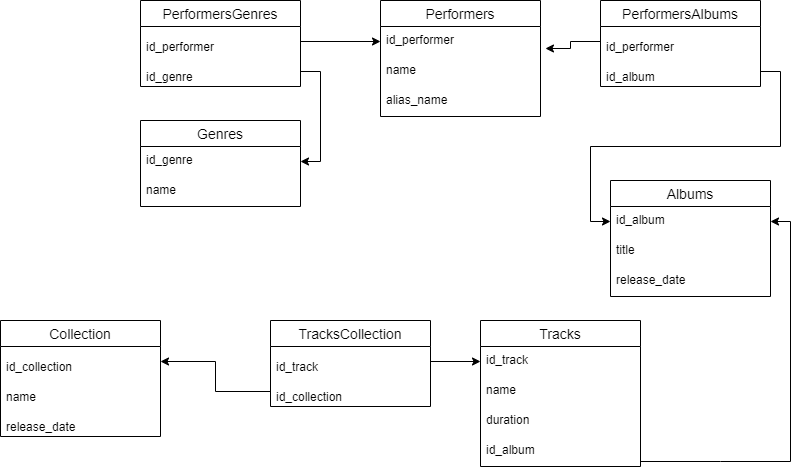 PerformersGenres
id_performer
id_genre
Performers
id_performer
name
alias_name
PerformersAlbums
id_performer
id_album
Genres
id_genre
name
Albums
id_album
title
release_date
Collection
id_collection
name
release_date
TracksCollection
id_track
id_collection
Tracks
id_track
name
duration
id_album